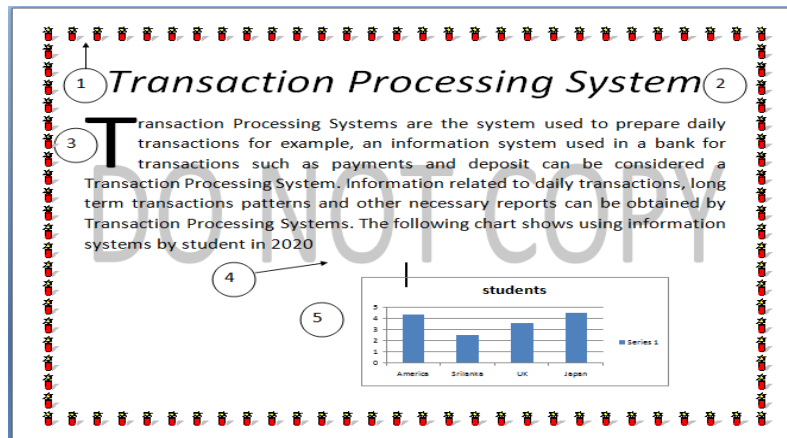 1 Transaction Processing System 2
3 Transaction Processing Systems are the system used to prepare daily
transactions for example, an information system used in a bank for
transactions such as payments and deposit can be considered a
Transaction Processing System. Information related to daily transactions, long
term transactions patterns and other necessary reports can be obtained by
Transaction Processing Systems. The following chart shows using information
systems by student in 2020
DO NOT COPY
4
5
students
5
4
3
2
1
0
America Srilanka UK Japan
Series 1